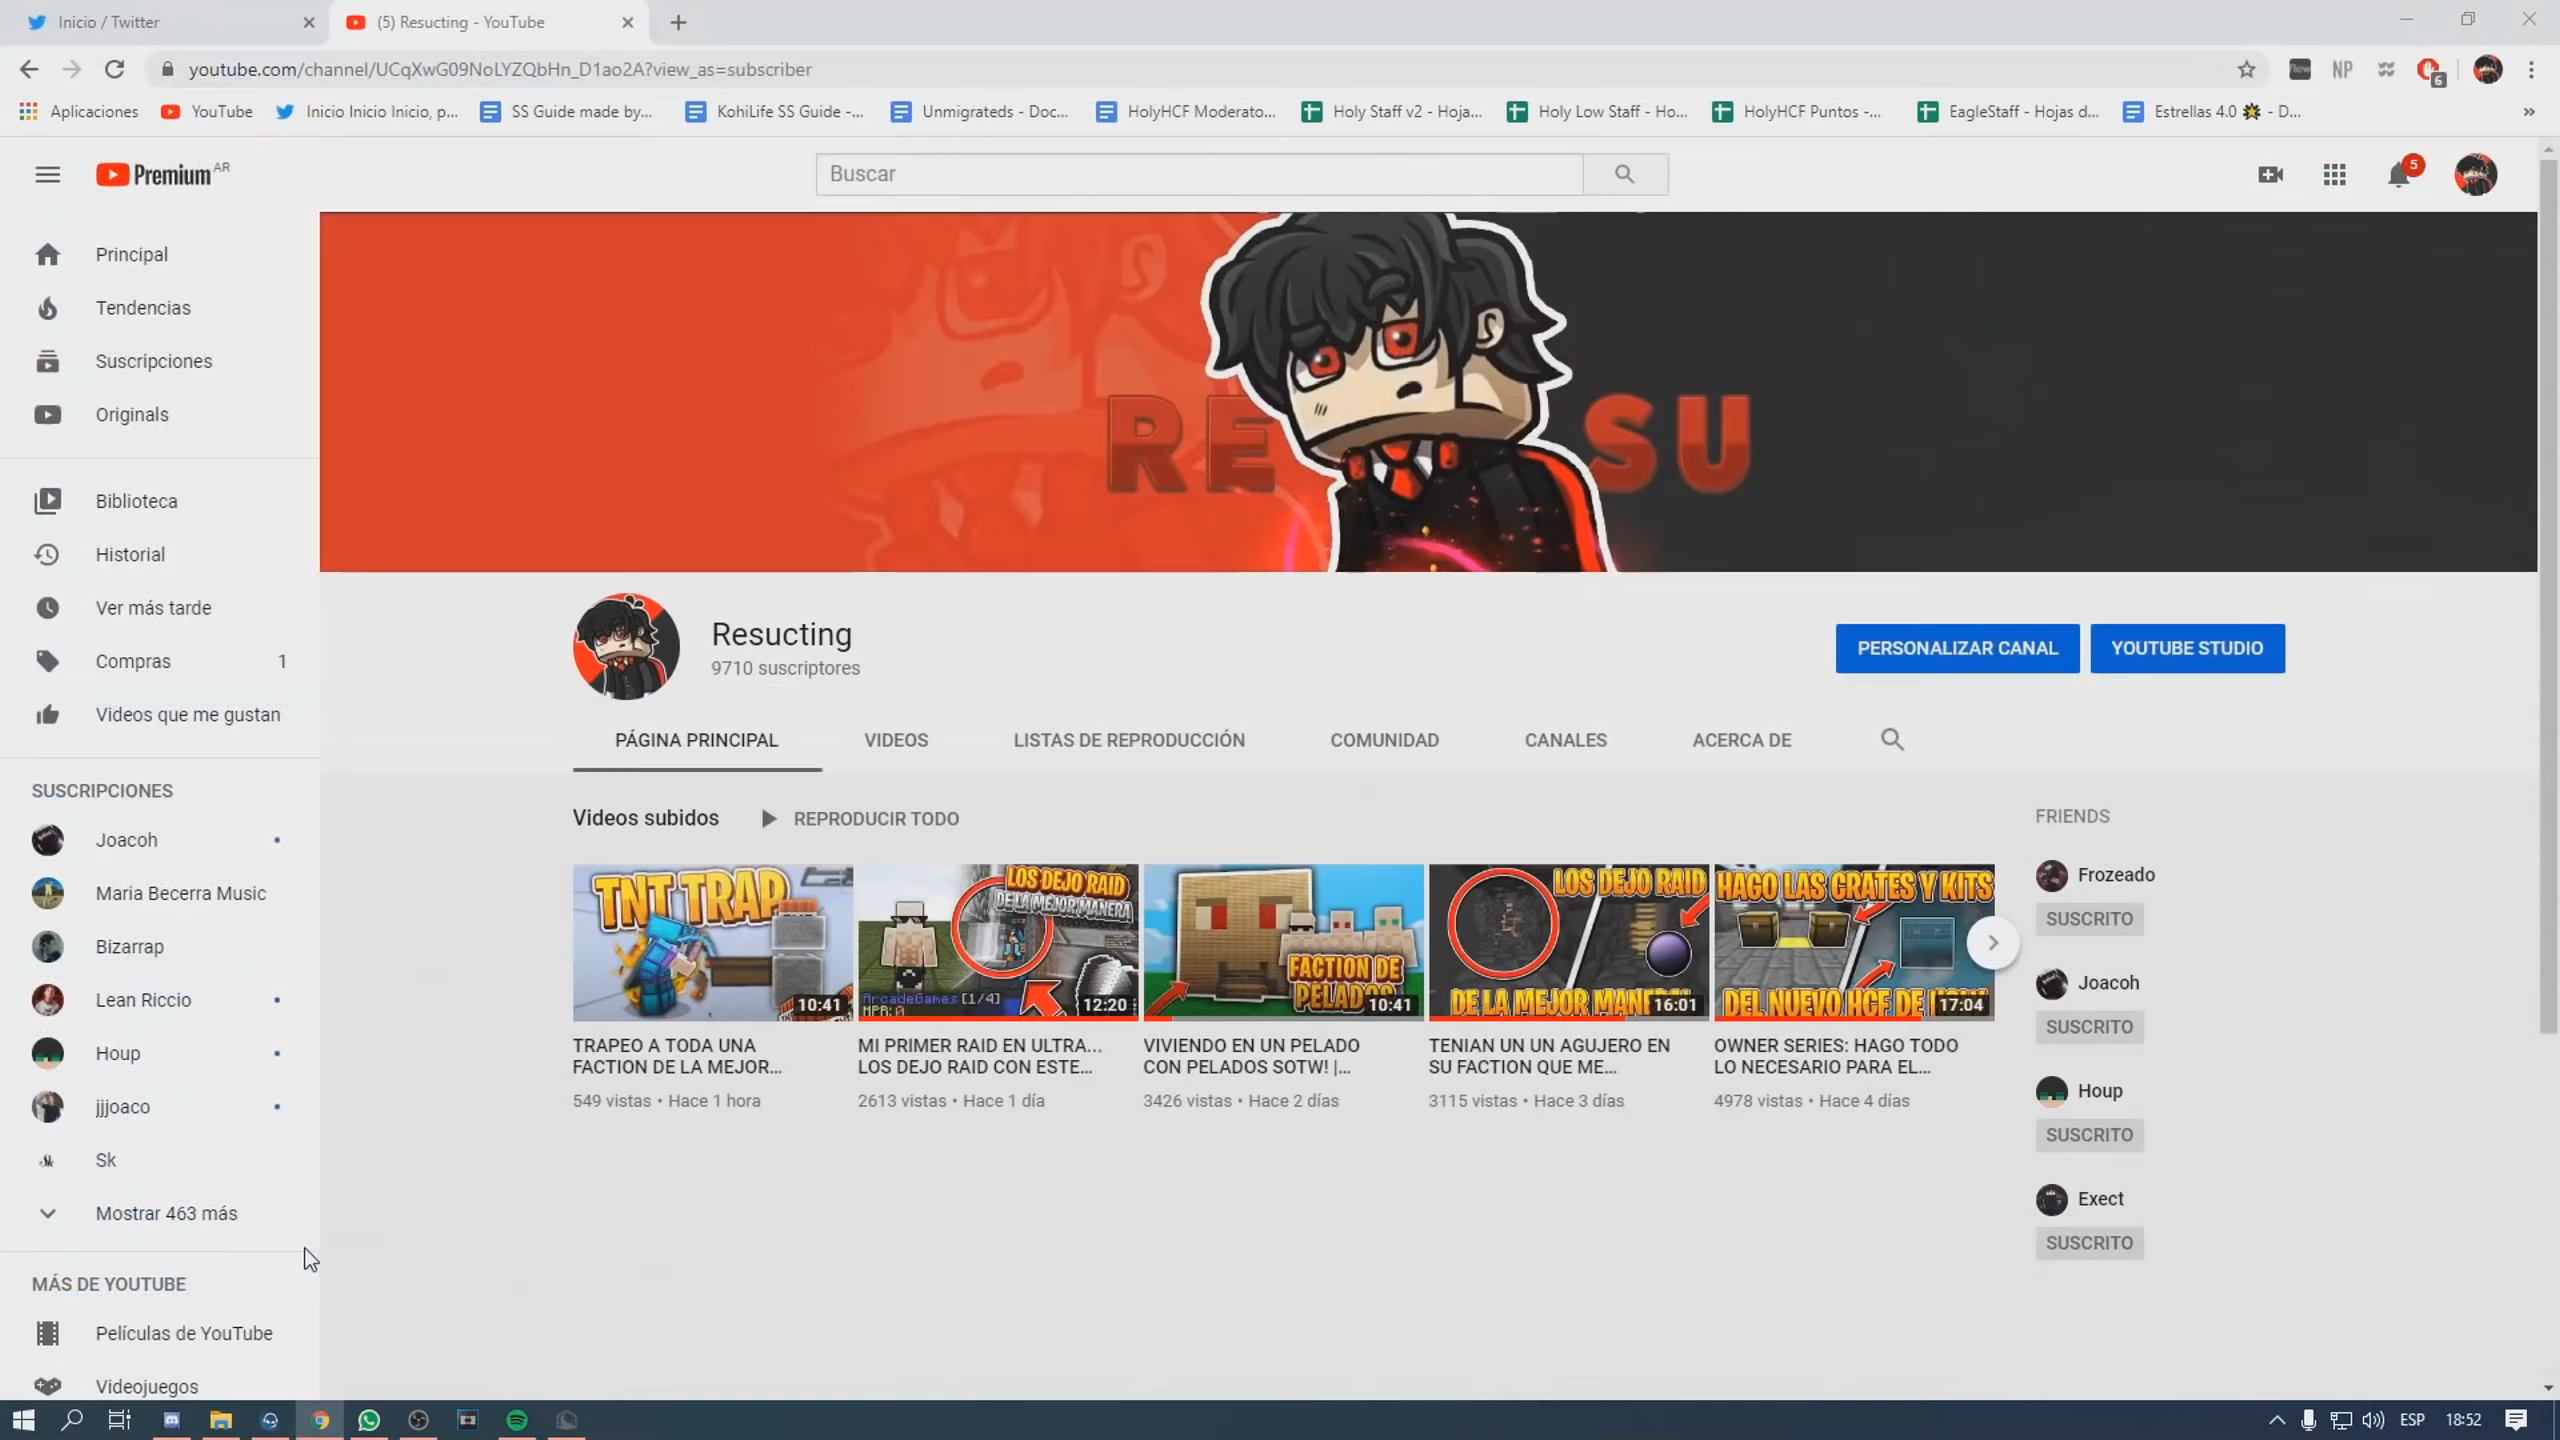 Inicio / Twitter
(5) Resucting - YouTube
youtube.com/channel/UCqXwG09NoLYZQbHn_D1ao2A?view_as=subscriber
NP
6
Aplicaciones
YouTube
Inicio Inicio Inicio, p...
SS Guide made by...
KohiLife SS Guide -...
Unmigrateds - Doc...
HolyHCF Moderato...
Holy Staff v2 - Hoja...
Holy Low Staff - Ho...
HolyHCF Puntos -...
EagleStaff - Hojas d...
Estrellas 4.0 - D...
Premium AR
Buscar
5
Principal
Tendencias
Suscripciones
Originals
Biblioteca
Historial
Ver más tarde
Compras 1
Videos que me gustan
SUSCRIPCIONES
Joacoh
Maria Becerra Music
Bizarrap
Lean Riccio
Houp
jjjoaco
Sk
Mostrar 463 más
MÁS DE YOUTUBE
Películas de YouTube
Videojuegos
RE SU
Resucting
9710 suscriptores
PERSONALIZAR CANAL
YOUTUBE STUDIO
PÁGINA PRINCIPAL
VIDEOS
LISTAS DE REPRODUCCIÓN
COMUNIDAD
CANALES
ACERCA DE
Videos subidos
REPRODUCIR TODO
TNT TRAP
10:41
TRAPEO A TODA UNA
FACTION DE LA MEJOR...
549 vistas • Hace 1 hora
LOS DEJO RAID
DE LA MEJOR MANERA
ArcadeGames [1/4]
12:20
MI PRIMER RAID EN ULTRA...
LOS DEJO RAID CON ESTE...
2613 vistas • Hace 1 día
FACTION DE
PELADOS
10:41
VIVIENDO EN UN PELADO
CON PELADOS SOTW! |...
3426 vistas • Hace 2 días
LOS DEJO RAID
DE LA MEJOR
16:01
TENIAN UN UN AGUJERO EN
SU FACTION QUE ME...
3115 vistas • Hace 3 días
HAGO LAS CRATES Y KITS
DEL NUEVO HCF DE
17:04
OWNER SERIES: HAGO TODO
LO NECESARIO PARA EL...
4978 vistas • Hace 4 días
FRIENDS
Frozeado
SUSCRITO
Joacoh
SUSCRITO
Houp
SUSCRITO
Exect
SUSCRITO
ESP
18:52